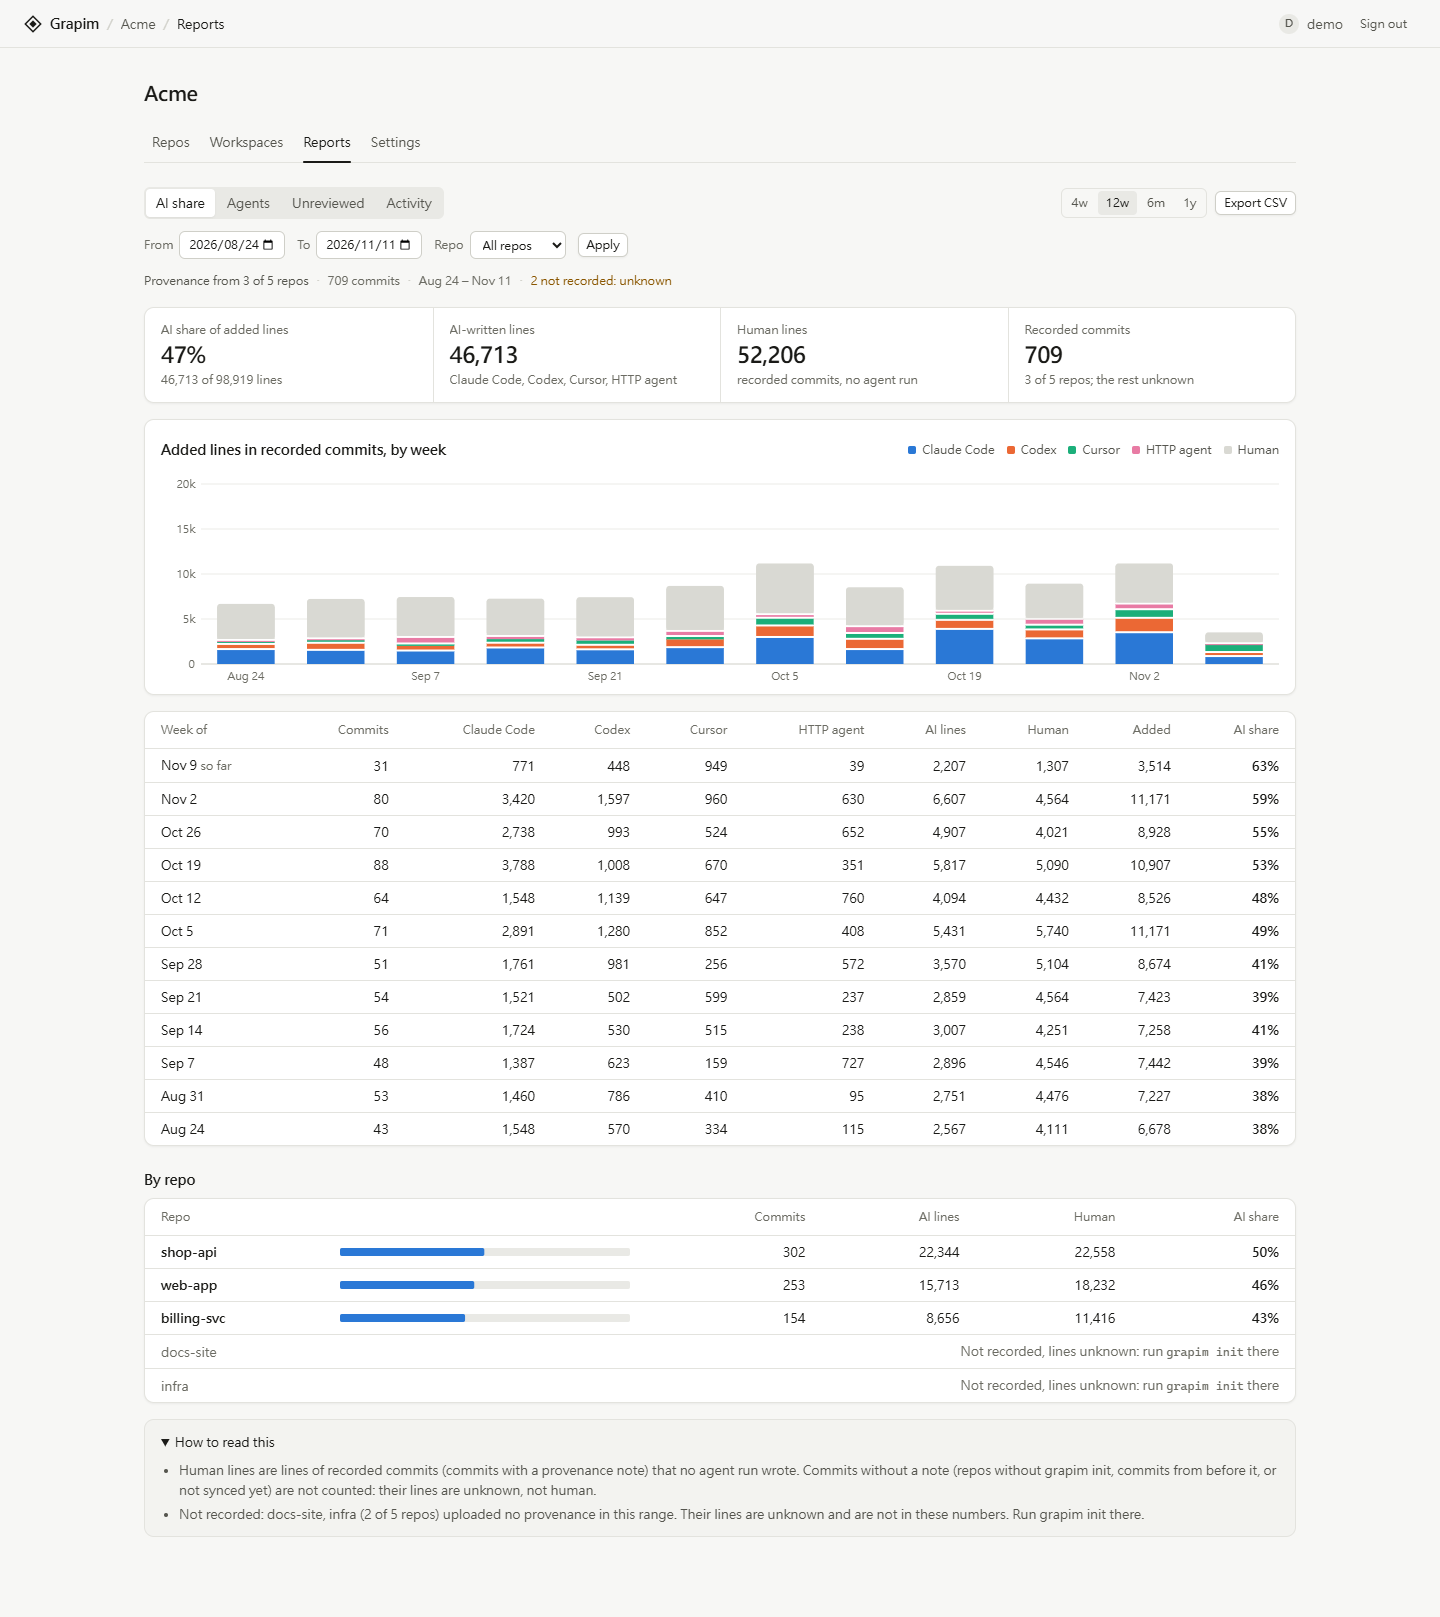 Grapim / Acme / Reports
D demo Sign out
Acme
Repos Workspaces Reports Settings
AI share Agents Unreviewed Activity
4w 12w 6m 1y Export CSV
From 2026/08/24 To 2026/11/11 Repo All repos Apply
Provenance from 3 of 5 repos · 709 commits · Aug 24 – Nov 11 · 2 not recorded: unknown
AI share of added lines
47%
46,713 of 98,919 lines
AI-written lines
46,713
Claude Code, Codex, Cursor, HTTP agent
Human lines
52,206
recorded commits, no agent run
Recorded commits
709
3 of 5 repos; the rest unknown
Added lines in recorded commits, by week
Claude Code Codex Cursor HTTP agent Human
20k
15k
10k
5k
0
Aug 24 Sep 7 Sep 21 Oct 5 Oct 19 Nov 2
Week of Commits Claude Code Codex Cursor HTTP agent AI lines Human Added AI share
Nov 9 so far 31 771 448 949 39 2,207 1,307 3,514 63%
Nov 2 80 3,420 1,597 960 630 6,607 4,564 11,171 59%
Oct 26 70 2,738 993 524 652 4,907 4,021 8,928 55%
Oct 19 88 3,788 1,008 670 351 5,817 5,090 10,907 53%
Oct 12 64 1,548 1,139 647 760 4,094 4,432 8,526 48%
Oct 5 71 2,891 1,280 852 408 5,431 5,740 11,171 49%
Sep 28 51 1,761 981 256 572 3,570 5,104 8,674 41%
Sep 21 54 1,521 502 599 237 2,859 4,564 7,423 39%
Sep 14 56 1,724 530 515 238 3,007 4,251 7,258 41%
Sep 7 48 1,387 623 159 727 2,896 4,546 7,442 39%
Aug 31 53 1,460 786 410 95 2,751 4,476 7,227 38%
Aug 24 43 1,548 570 334 115 2,567 4,111 6,678 38%
By repo
Repo Commits AI lines Human AI share
shop-api 302 22,344 22,558 50%
web-app 253 15,713 18,232 46%
billing-svc 154 8,656 11,416 43%
docs-site Not recorded, lines unknown: run grapim init there
infra Not recorded, lines unknown: run grapim init there
▼ How to read this
• Human lines are lines of recorded commits (commits with a provenance note) that no agent run wrote. Commits without a note (repos without grapim init, commits from before it, or
not synced yet) are not counted: their lines are unknown, not human.
• Not recorded: docs-site, infra (2 of 5 repos) uploaded no provenance in this range. Their lines are unknown and are not in these numbers. Run grapim init there.